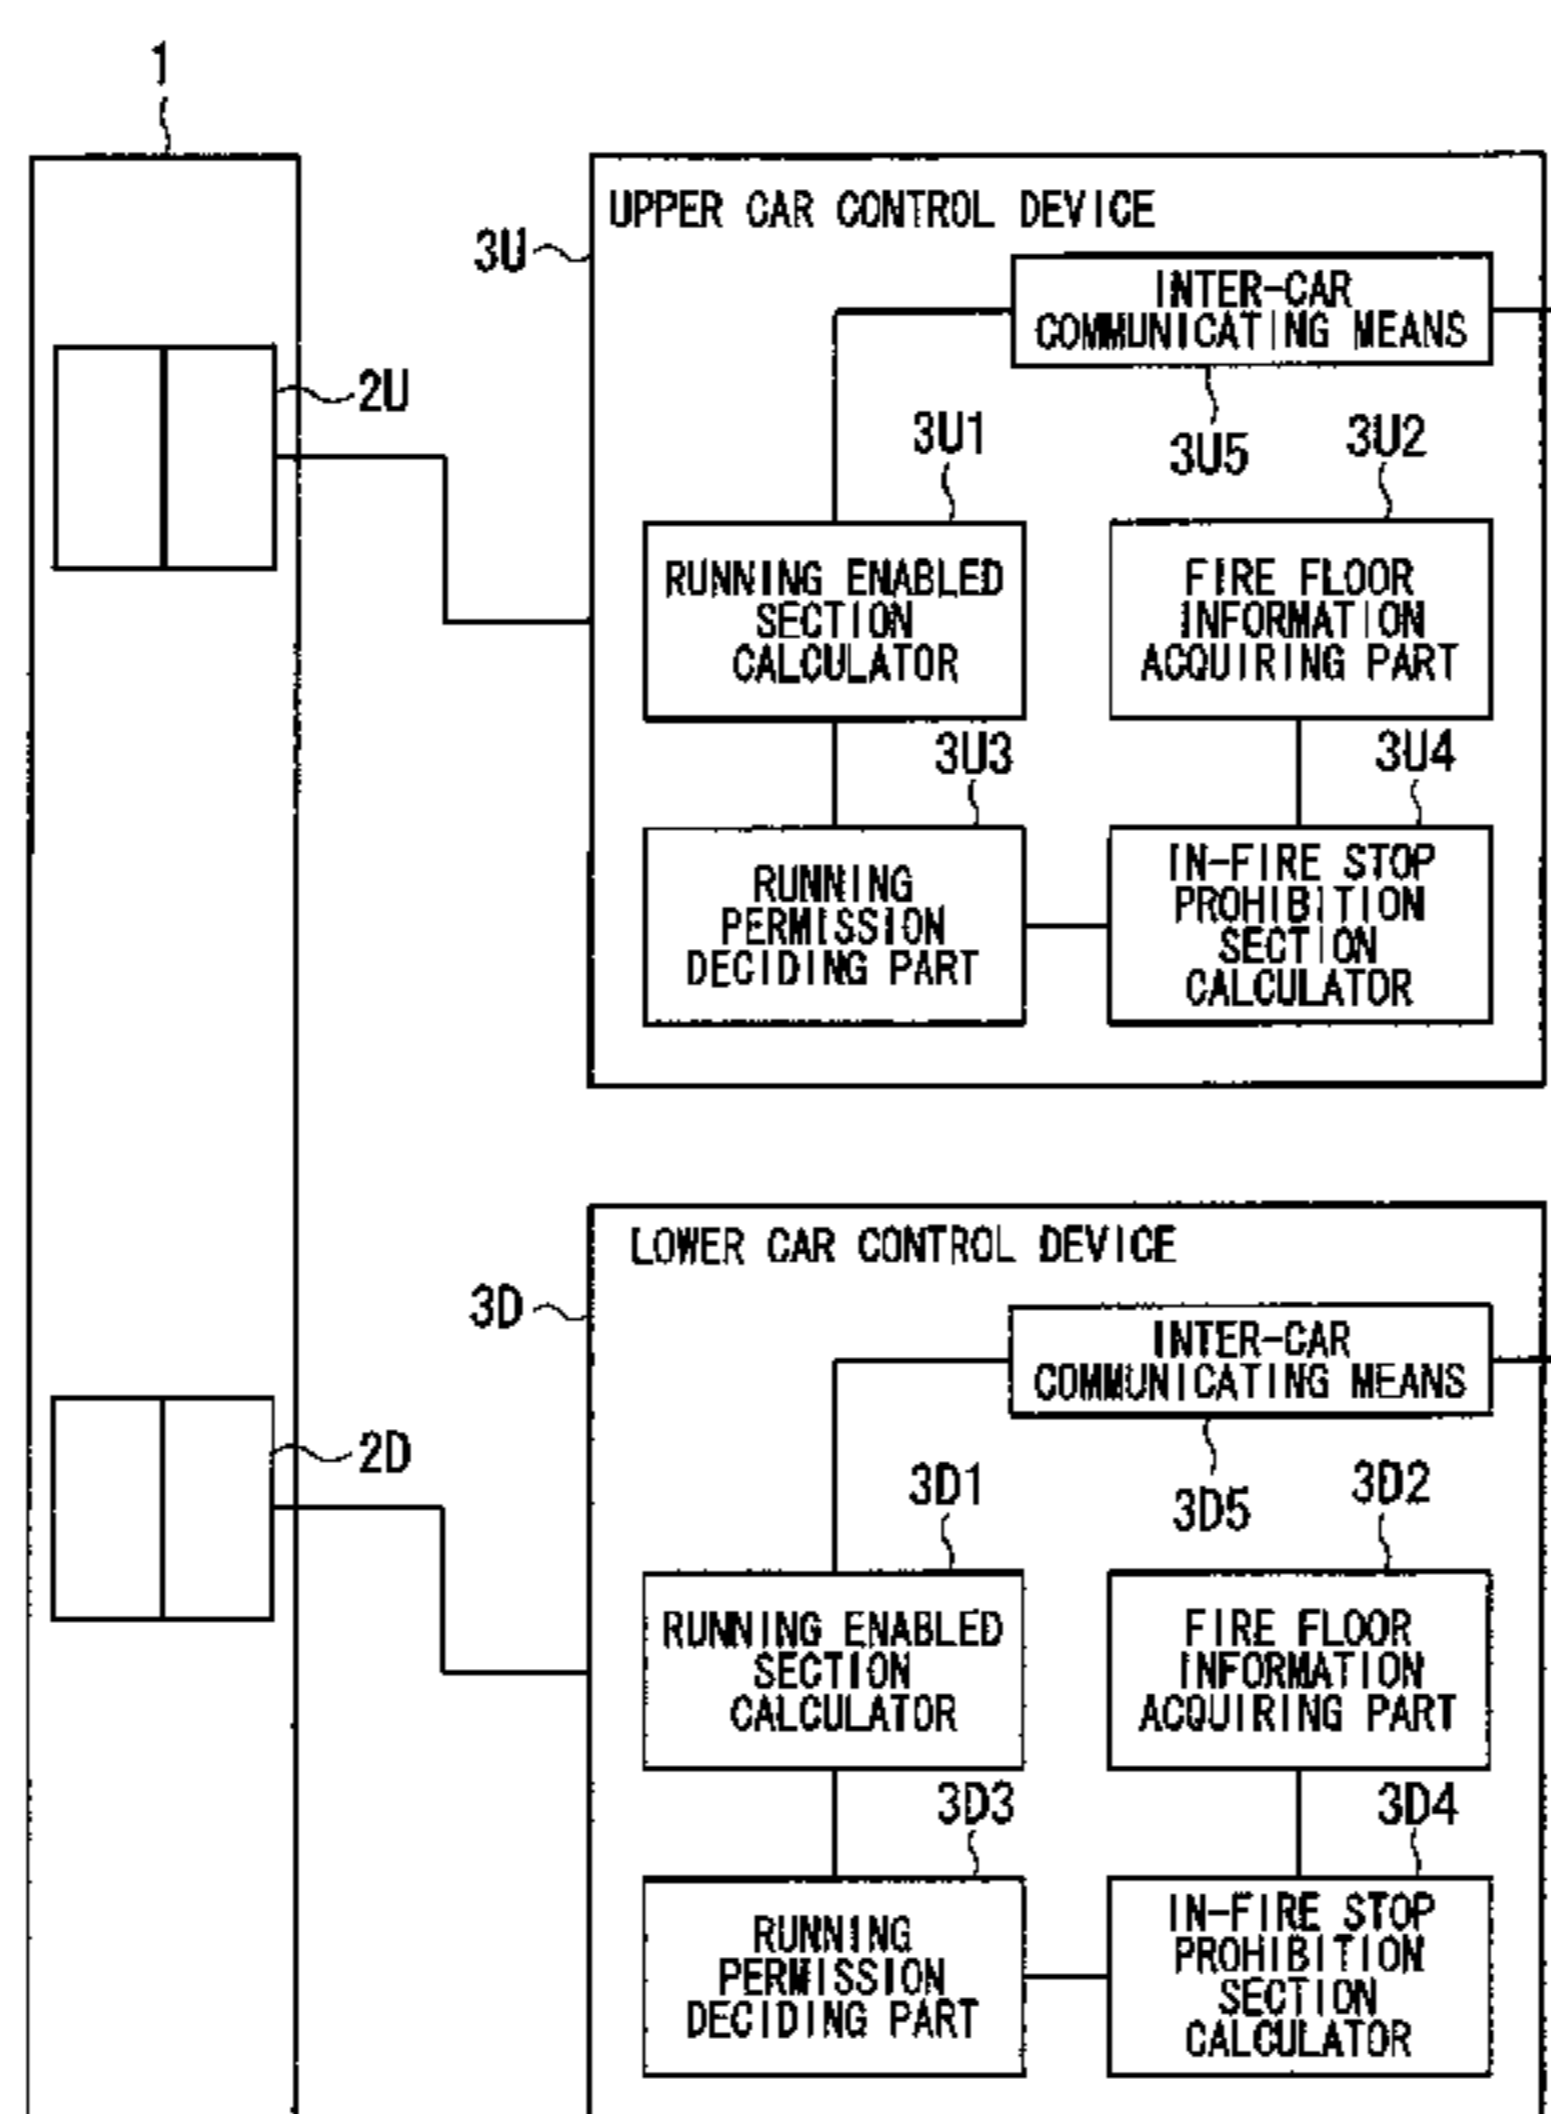 1
UPPER CAR CONTROL DEVICE
3U
INTER-CAR
COMMUNICATING MEANS
2U
3U1
3U5
3U2
RUNNING ENABLED
SECTION
CALCULATOR
FIRE FLOOR
INFORMATION
ACQUIRING PART
3U3
3U4
RUNNING
PERMISSION
DECIDING PART
IN-FIRE STOP
PROHIBITION
SECTION
CALCULATOR
LOWER CAR CONTROL DEVICE
3D
INTER-CAR
COMMUNICATING MEANS
2D
3D1
3D5
3D2
RUNNING ENABLED
SECTION
CALCULATOR
FIRE FLOOR
INFORMATION
ACQUIRING PART
3D3
3D4
RUNNING
PERMISSION
DECIDING PART
IN-FIRE STOP
PROHIBITION
SECTION
CALCULATOR